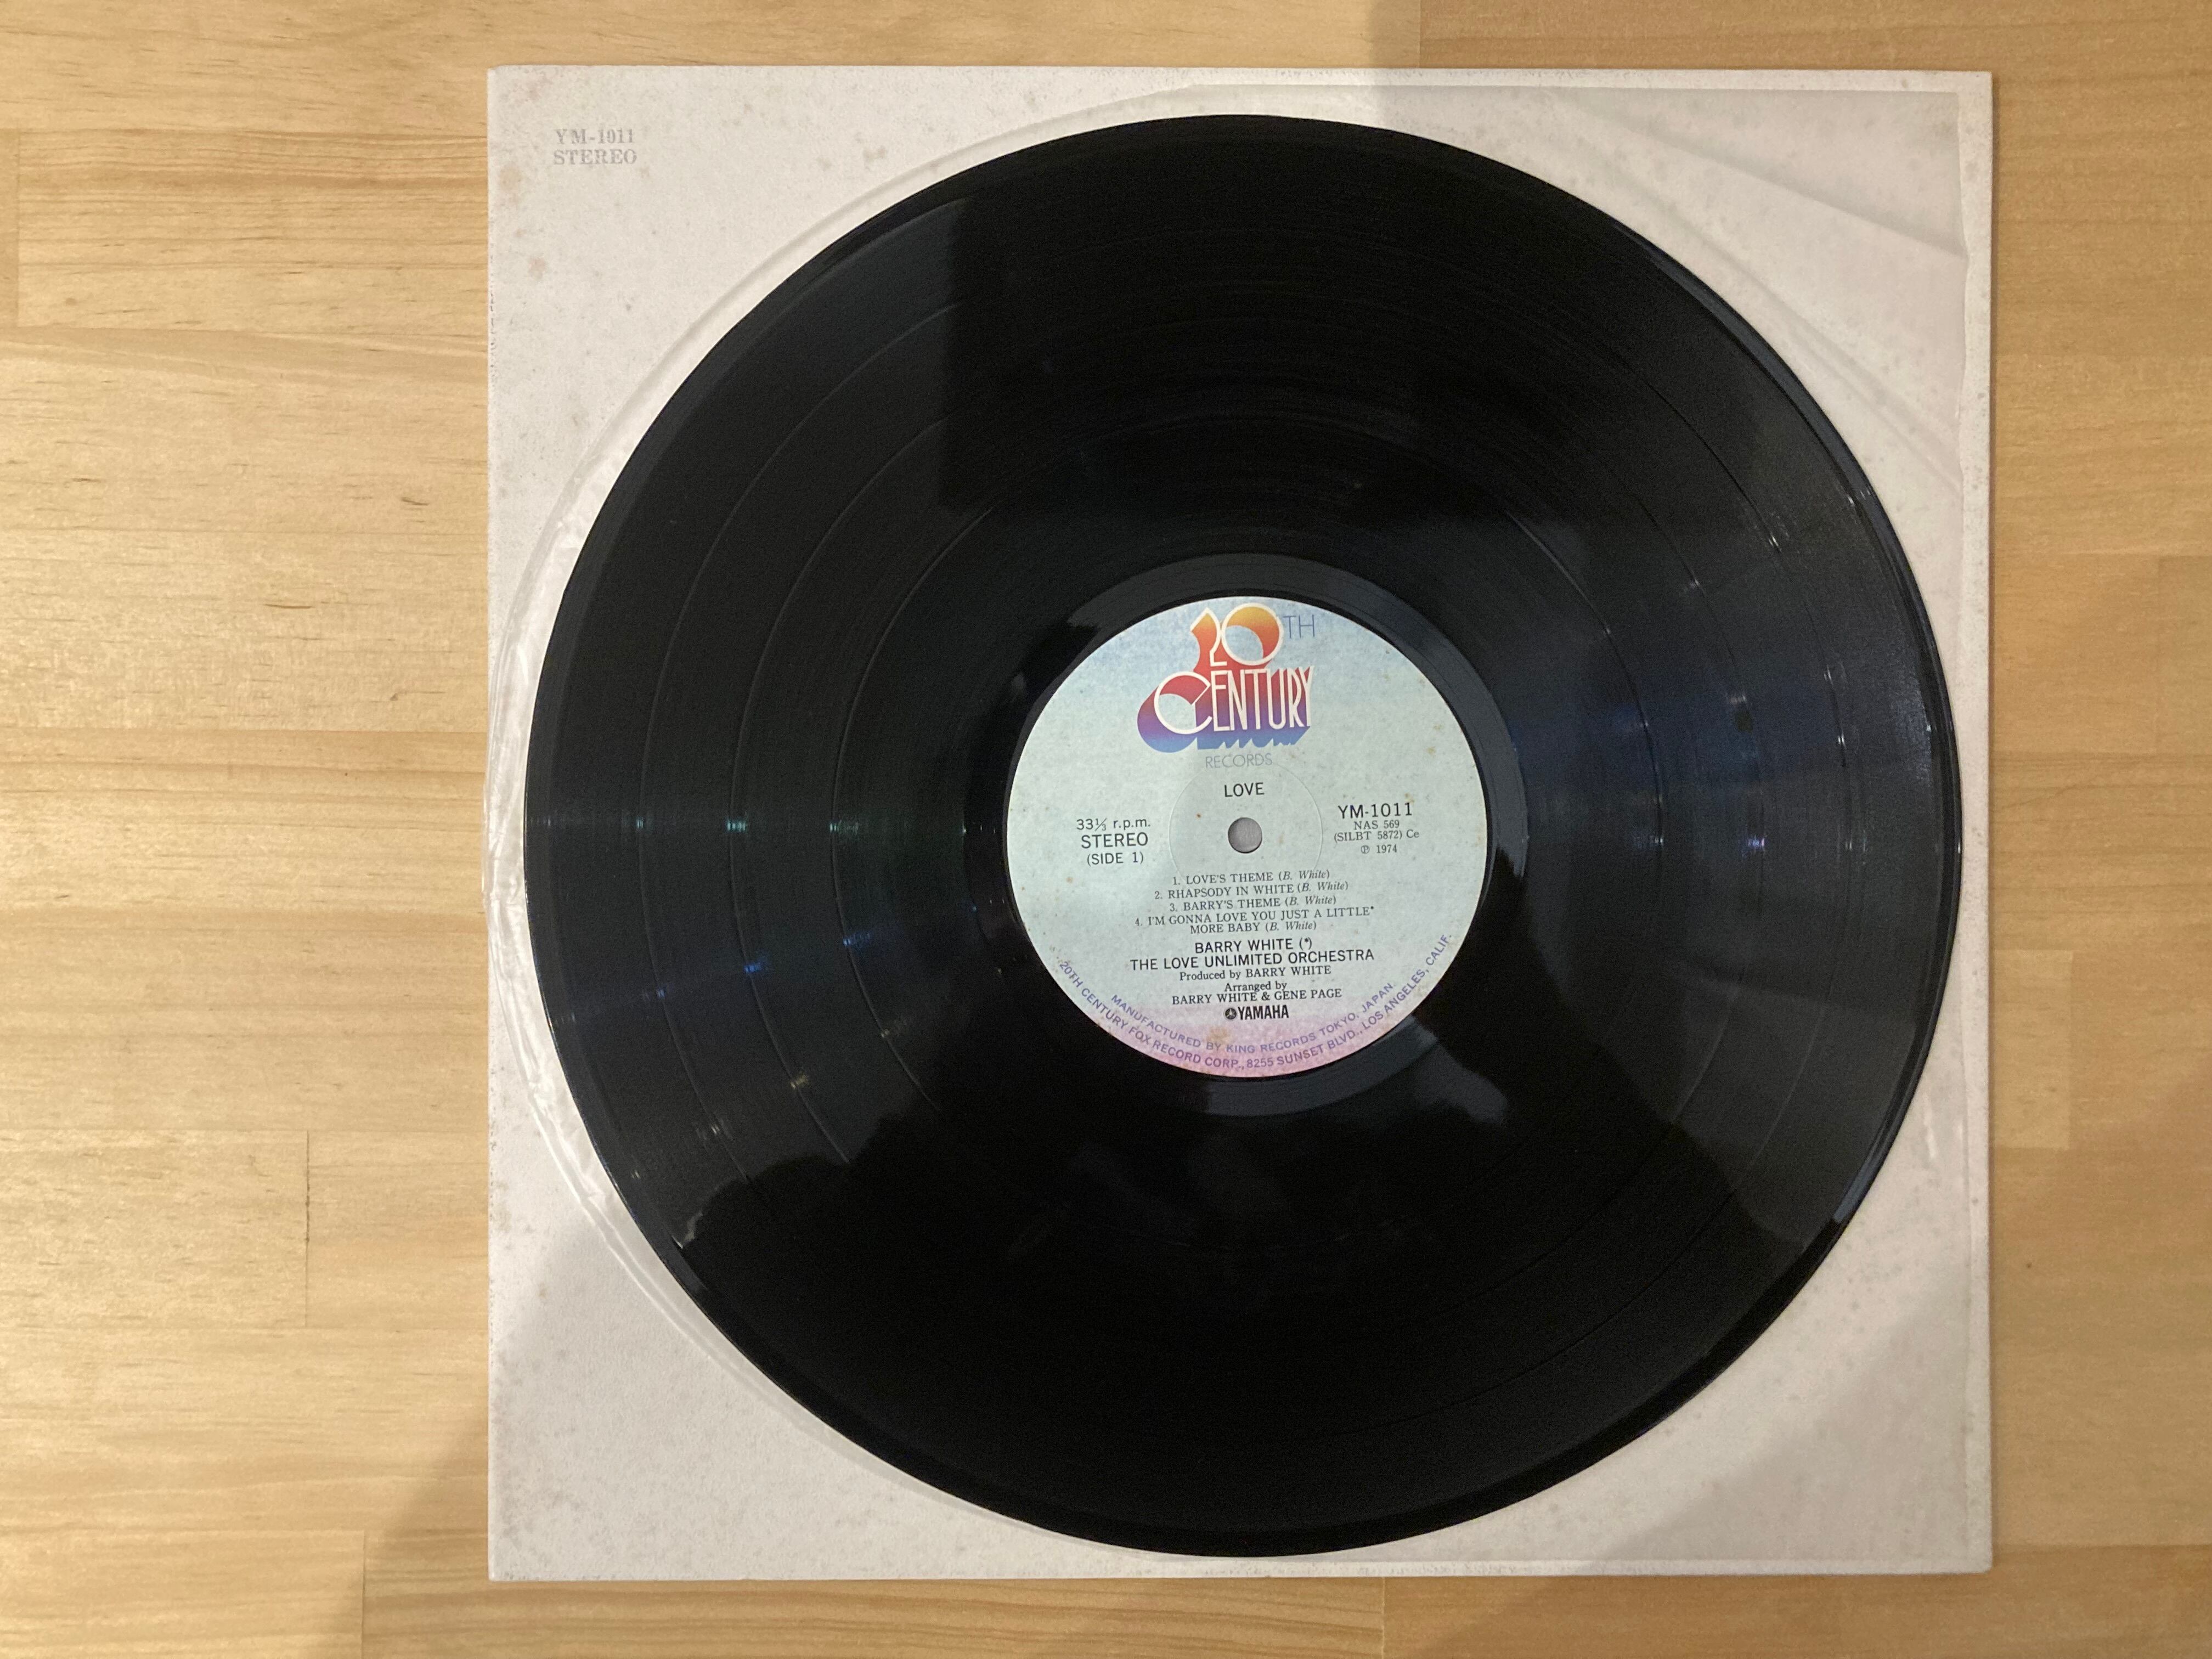 YM-1011
STEREO
20TH
CENTURY
RECORDS
LOVE
33⅓ r.p.m.
STEREO
(SIDE 1)
YM-1011
NAS 569
(SILBT 5872) Ce
Ⓟ 1974
1. LOVE'S THEME (B. White)
2. RHAPSODY IN WHITE (B. White)
3. BARRY'S THEME (B. White)
4. I'M GONNA LOVE YOU JUST A LITTLE*
MORE BABY (B. White)
BARRY WHITE (*)
THE LOVE UNLIMITED ORCHESTRA
Produced by BARRY WHITE
Arranged by
BARRY WHITE & GENE PAGE
YAMAHA
MANUFACTURED BY KING RECORDS TOKYO, JAPAN.
20TH CENTURY FOX RECORD CORP., 8255 SUNSET BLVD., LOS ANGELES, CALIF.